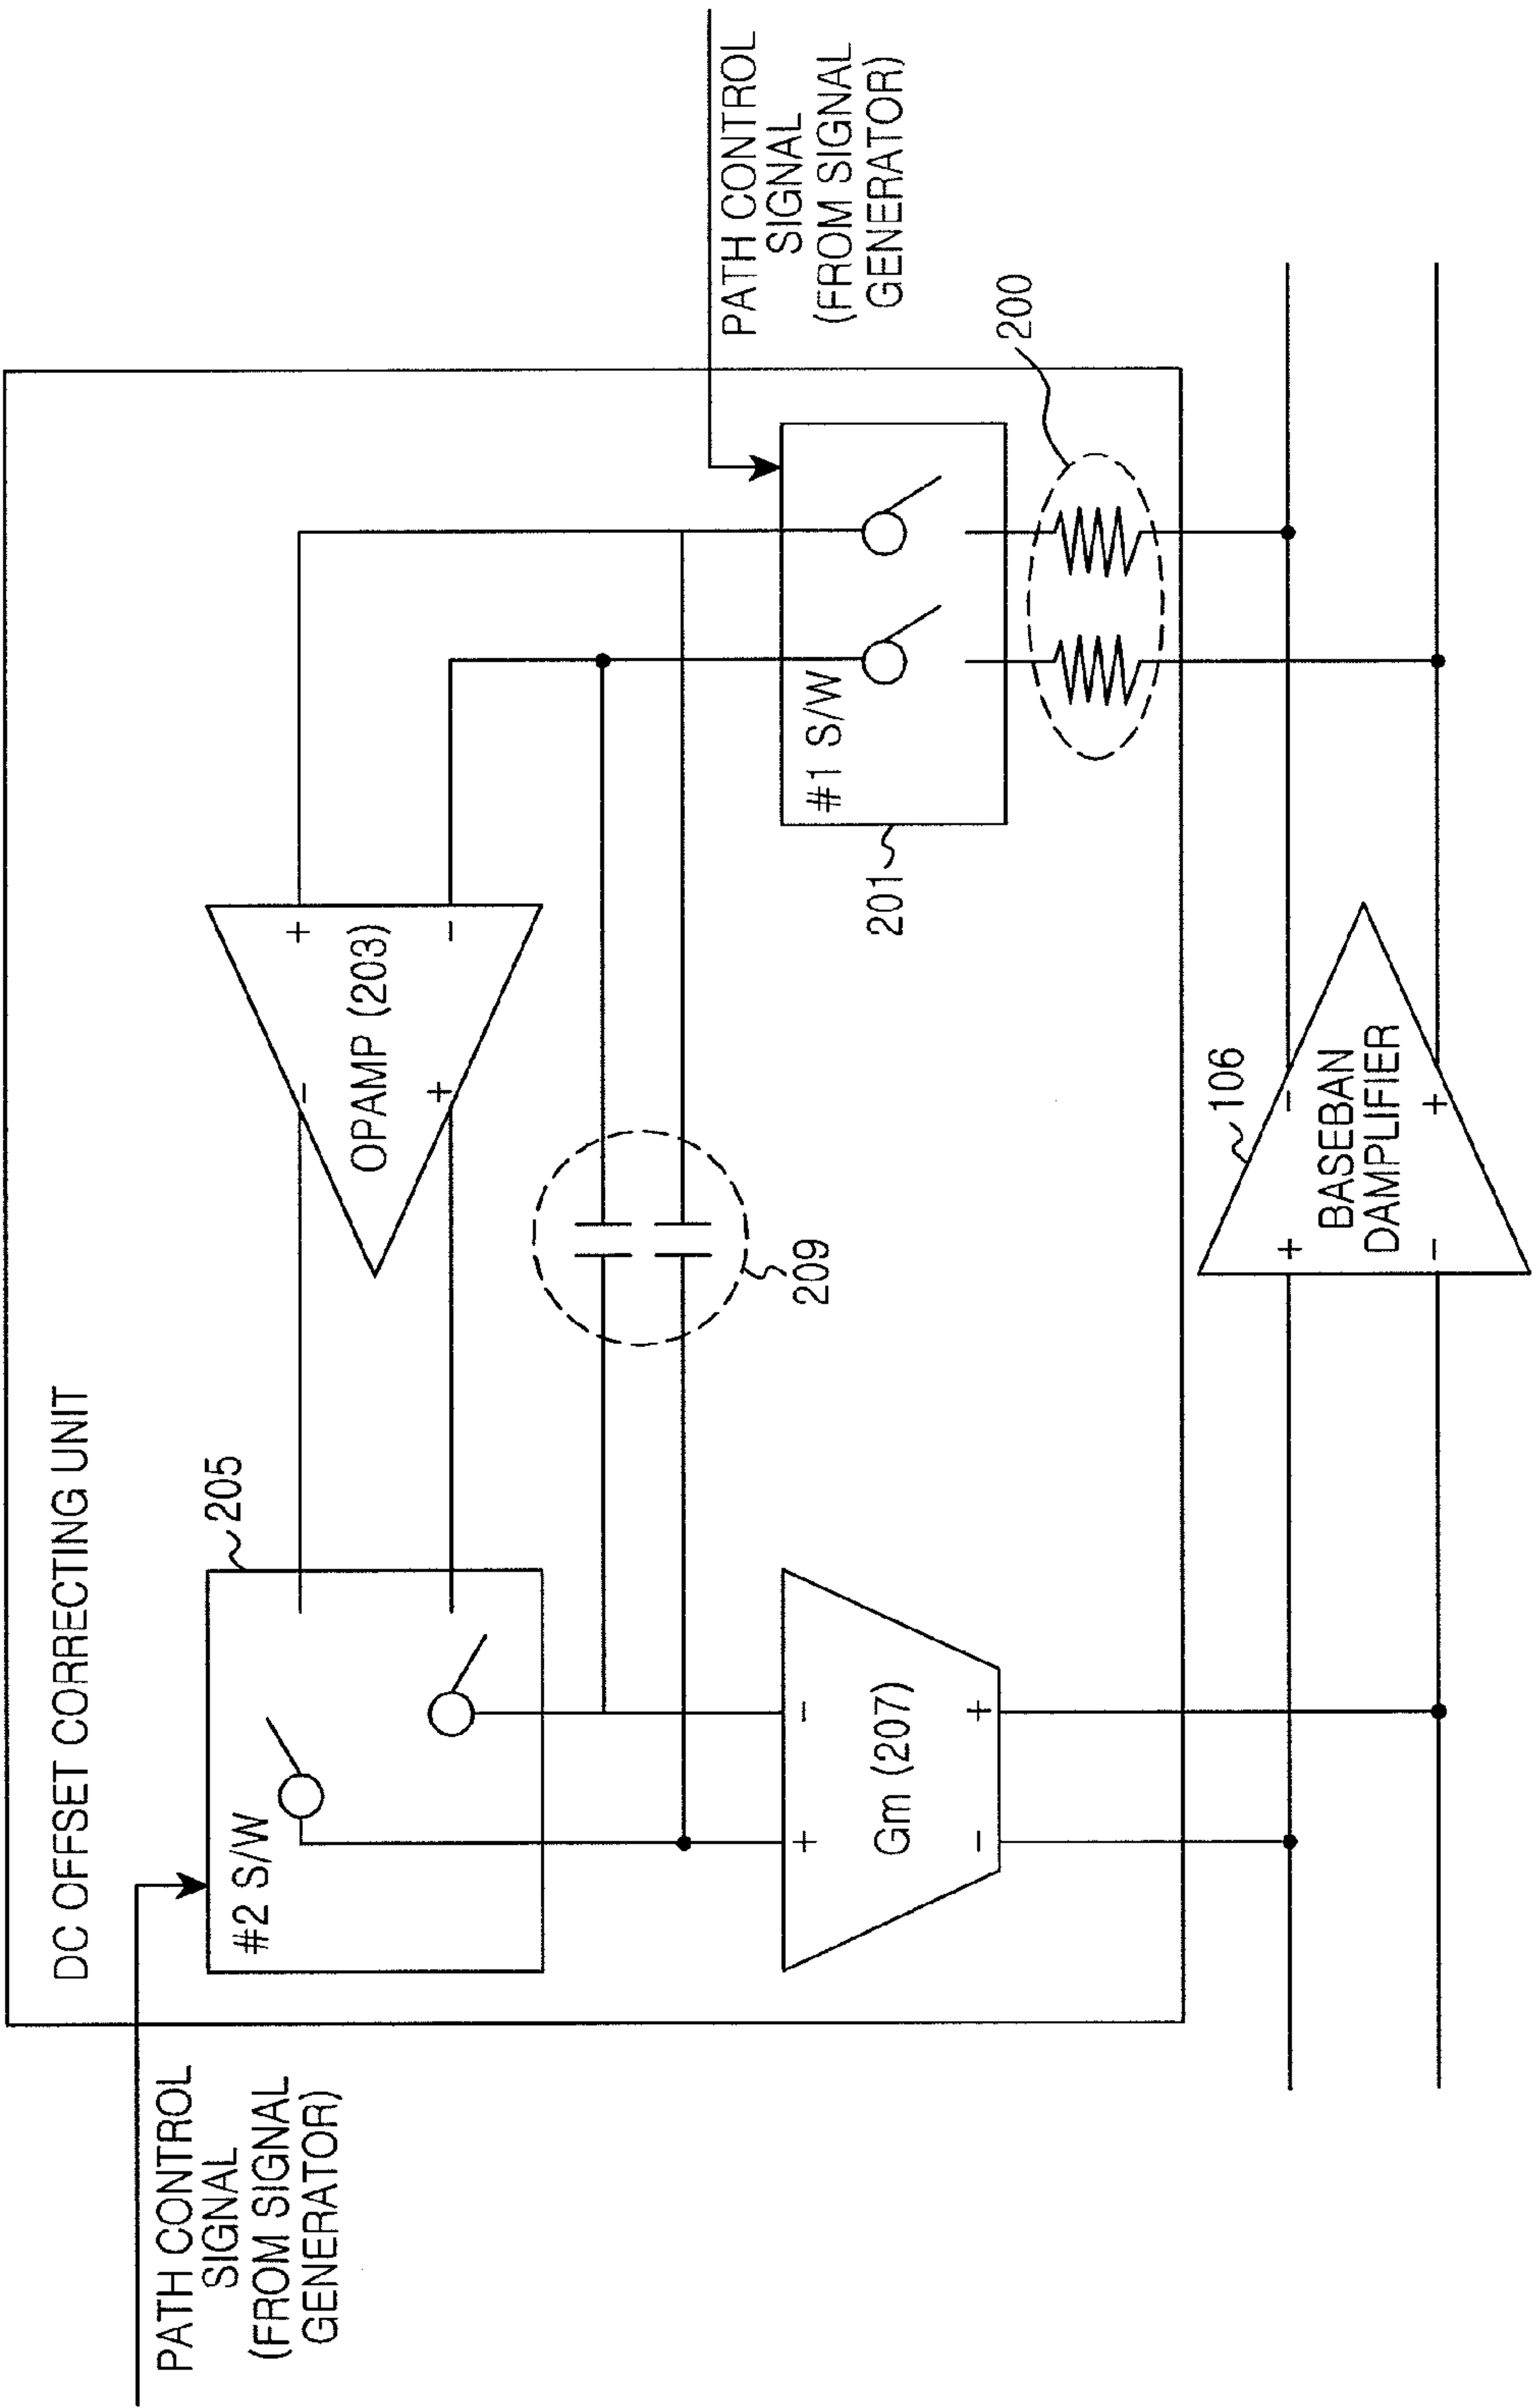 DC OFFSET CORRECTING UNIT
PATH CONTROL
SIGNAL
(FROM SIGNAL
GENERATOR)
#2 S/W
205
- +
OPAMP (203)
+ -
PATH CONTROL
SIGNAL
(FROM SIGNAL
GENERATOR)
209
#1 S/W
201
200
+ -
Gm (207)
- +
106
+ -
BASEBAN
DAMPLIFIER
- +